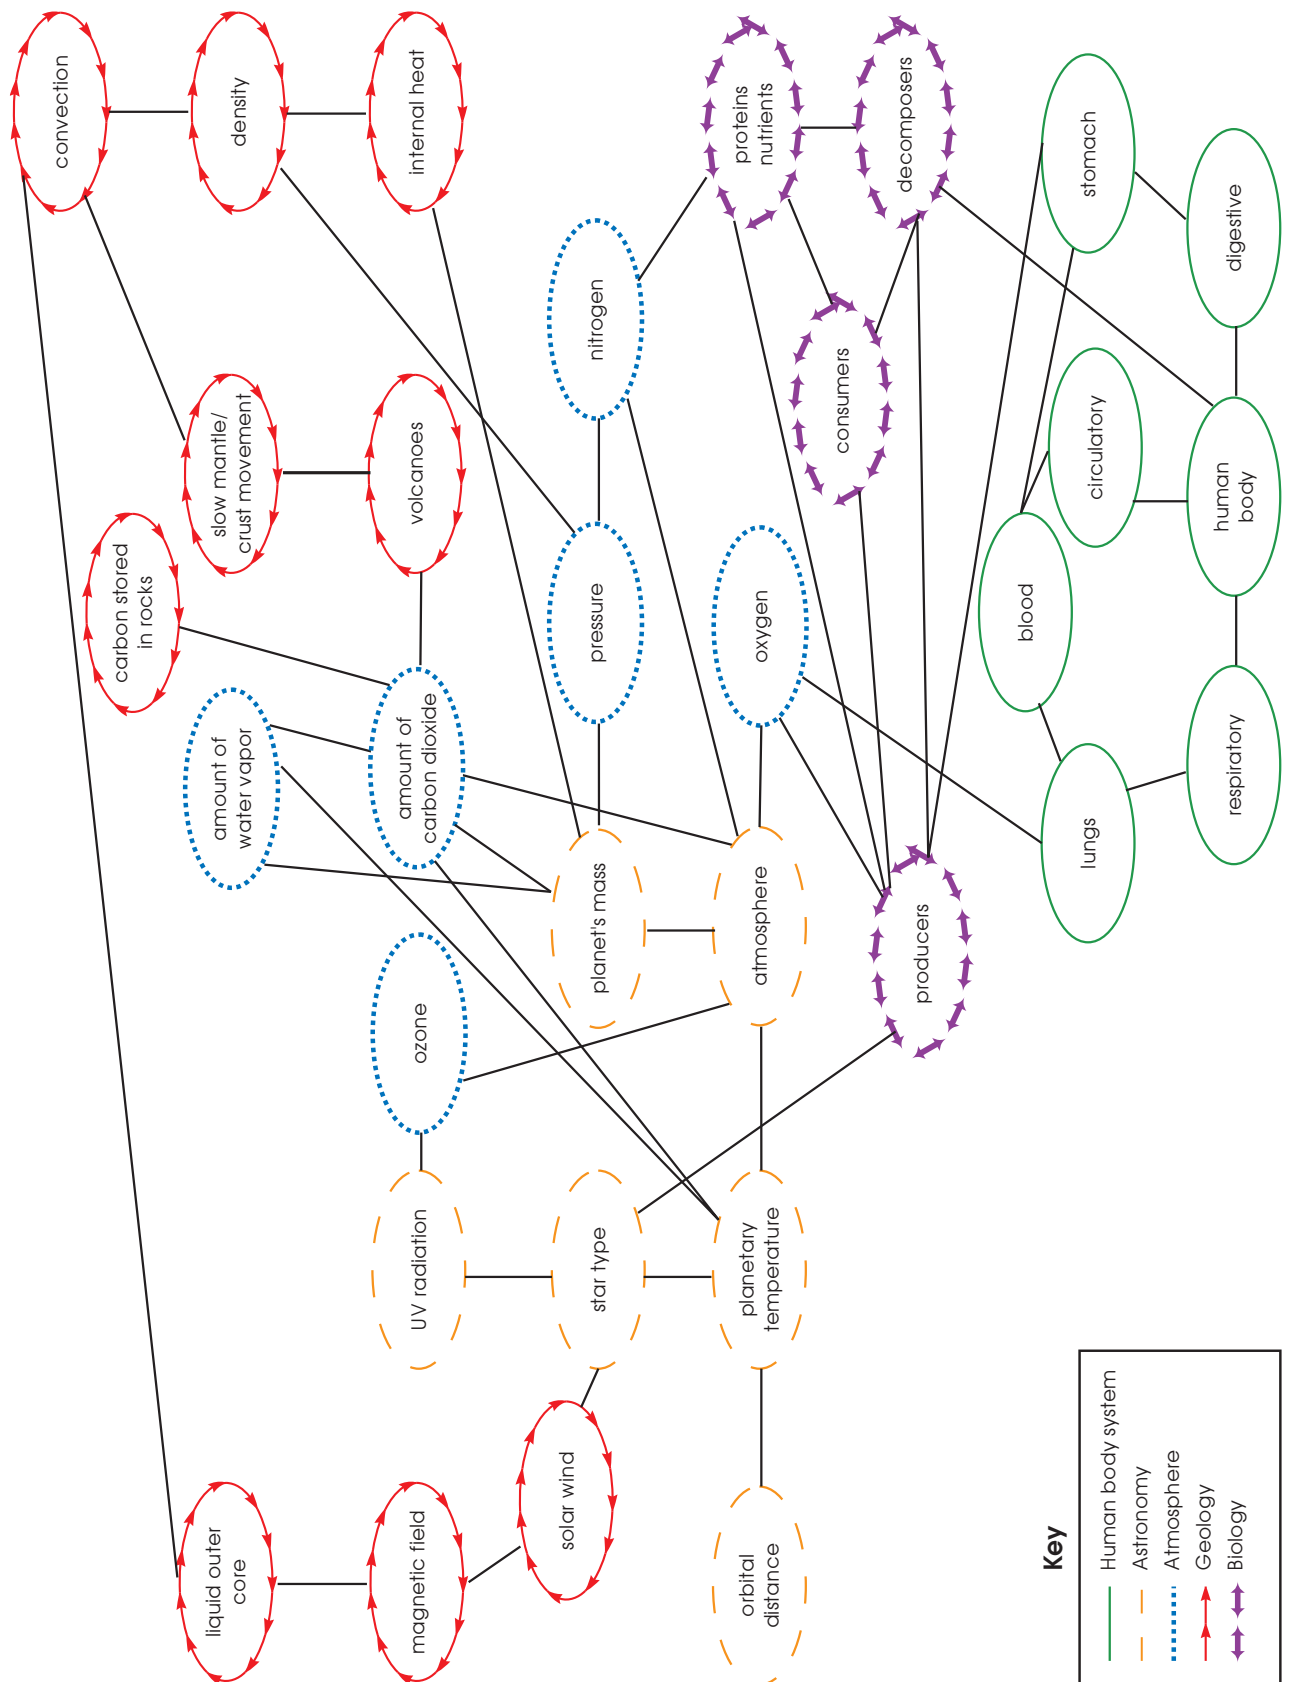 liquid outer
core
convection
carbon stored
in rocks
amount of
water vapor
slow mantle/
crust movement
density
magnetic field
UV radiation
ozone
amount of
carbon dioxide
volcanoes
internal heat
solar wind
star type
planet's mass
pressure
nitrogen
orbital
distance
planetary
temperature
atmosphere
oxygen
proteins
nutrients
consumers
producers
decomposers
blood
lungs
circulatory
stomach
respiratory
human
body
digestive
Key
Human body system
Astronomy
Atmosphere
Geology
Biology